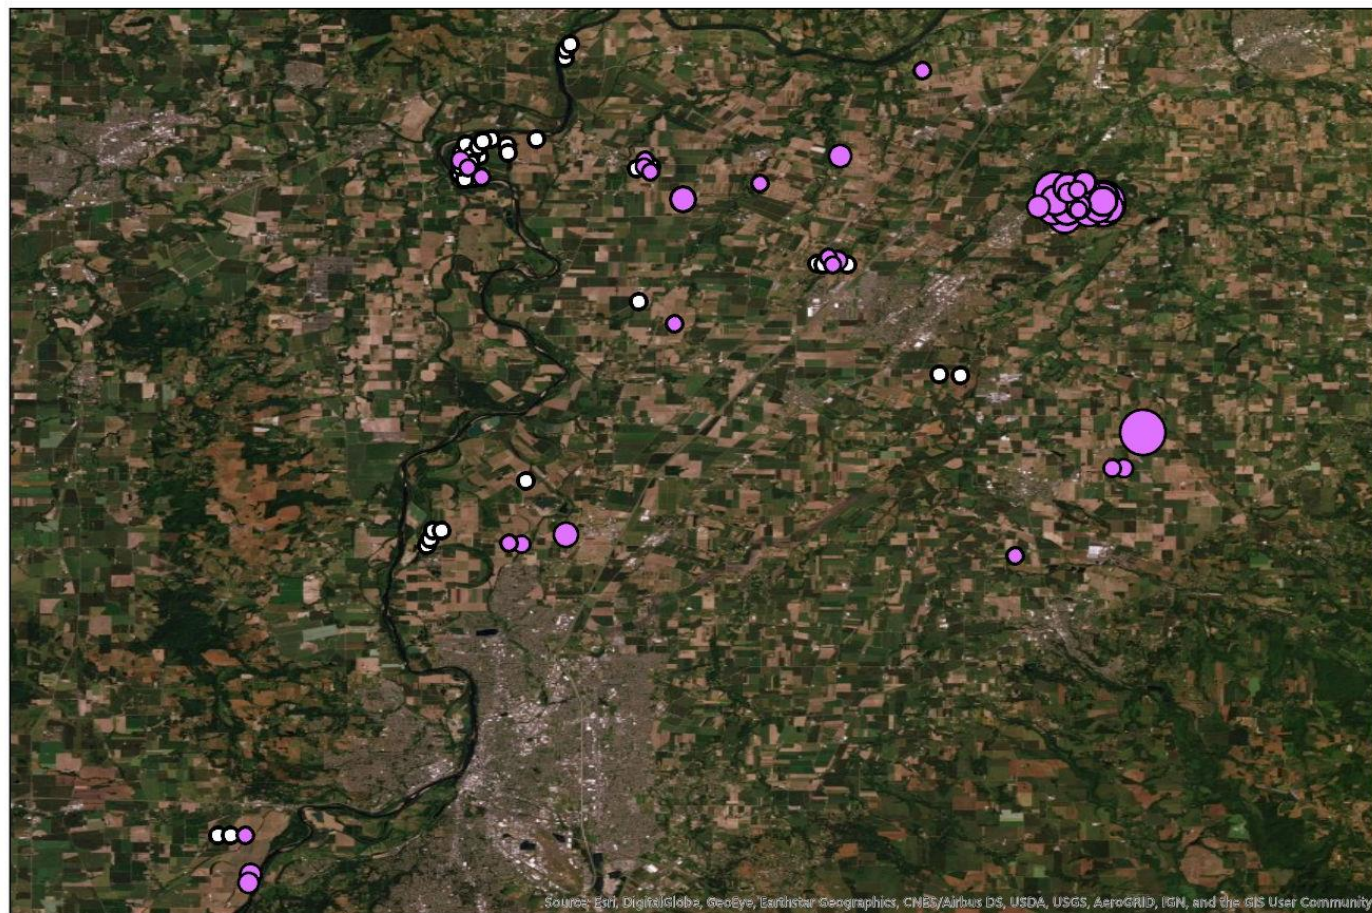 Source: Esri, DigitalGlobe, GeoEye, Earthstar Geographics, CNES/Airbus DS, USDA, USGS, AeroGRID, IGN, and the GIS User Community